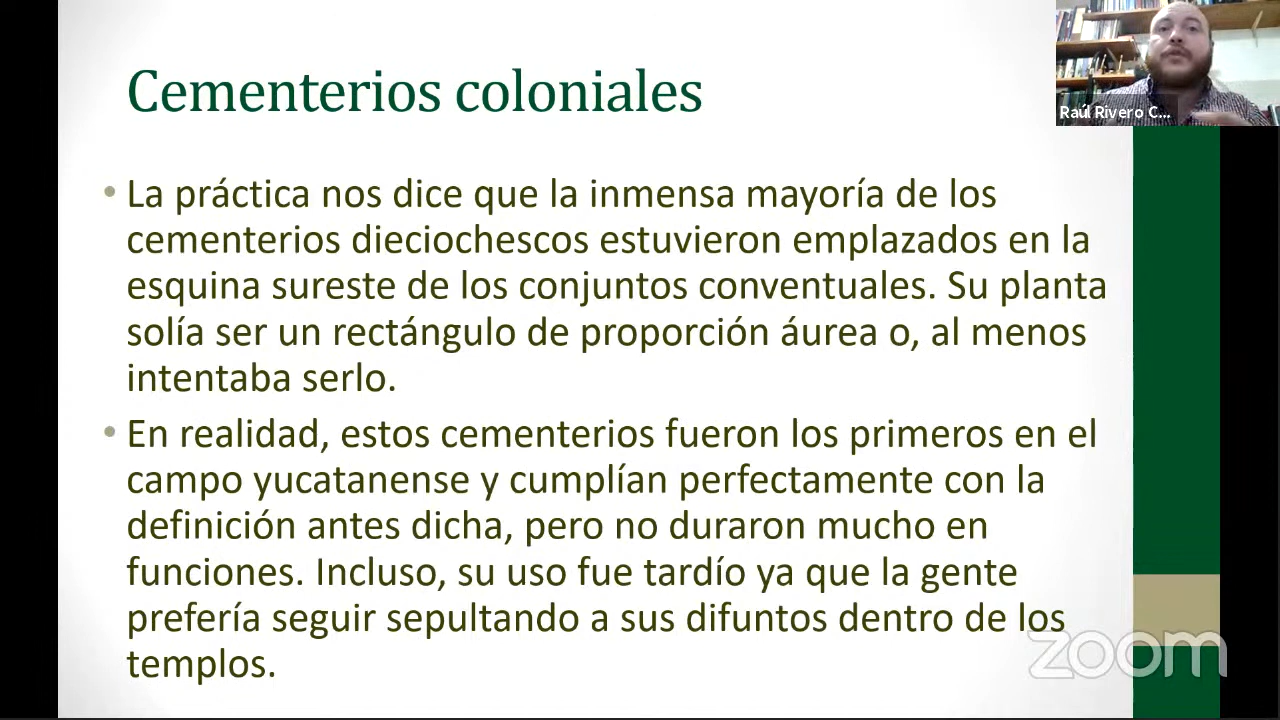 Cementerios coloniales
Raúl Rivero C...
• La práctica nos dice que la inmensa mayoría de los
cementerios dieciochescos estuvieron emplazados en la
esquina sureste de los conjuntos conventuales. Su planta
solía ser un rectángulo de proporción áurea o, al menos
intentaba serlo.
• En realidad, estos cementerios fueron los primeros en el
campo yucatanense y cumplían perfectamente con la
definición antes dicha, pero no duraron mucho en
funciones. Incluso, su uso fue tardío ya que la gente
prefería seguir sepultando a sus difuntos dentro de los
templos.
zoom